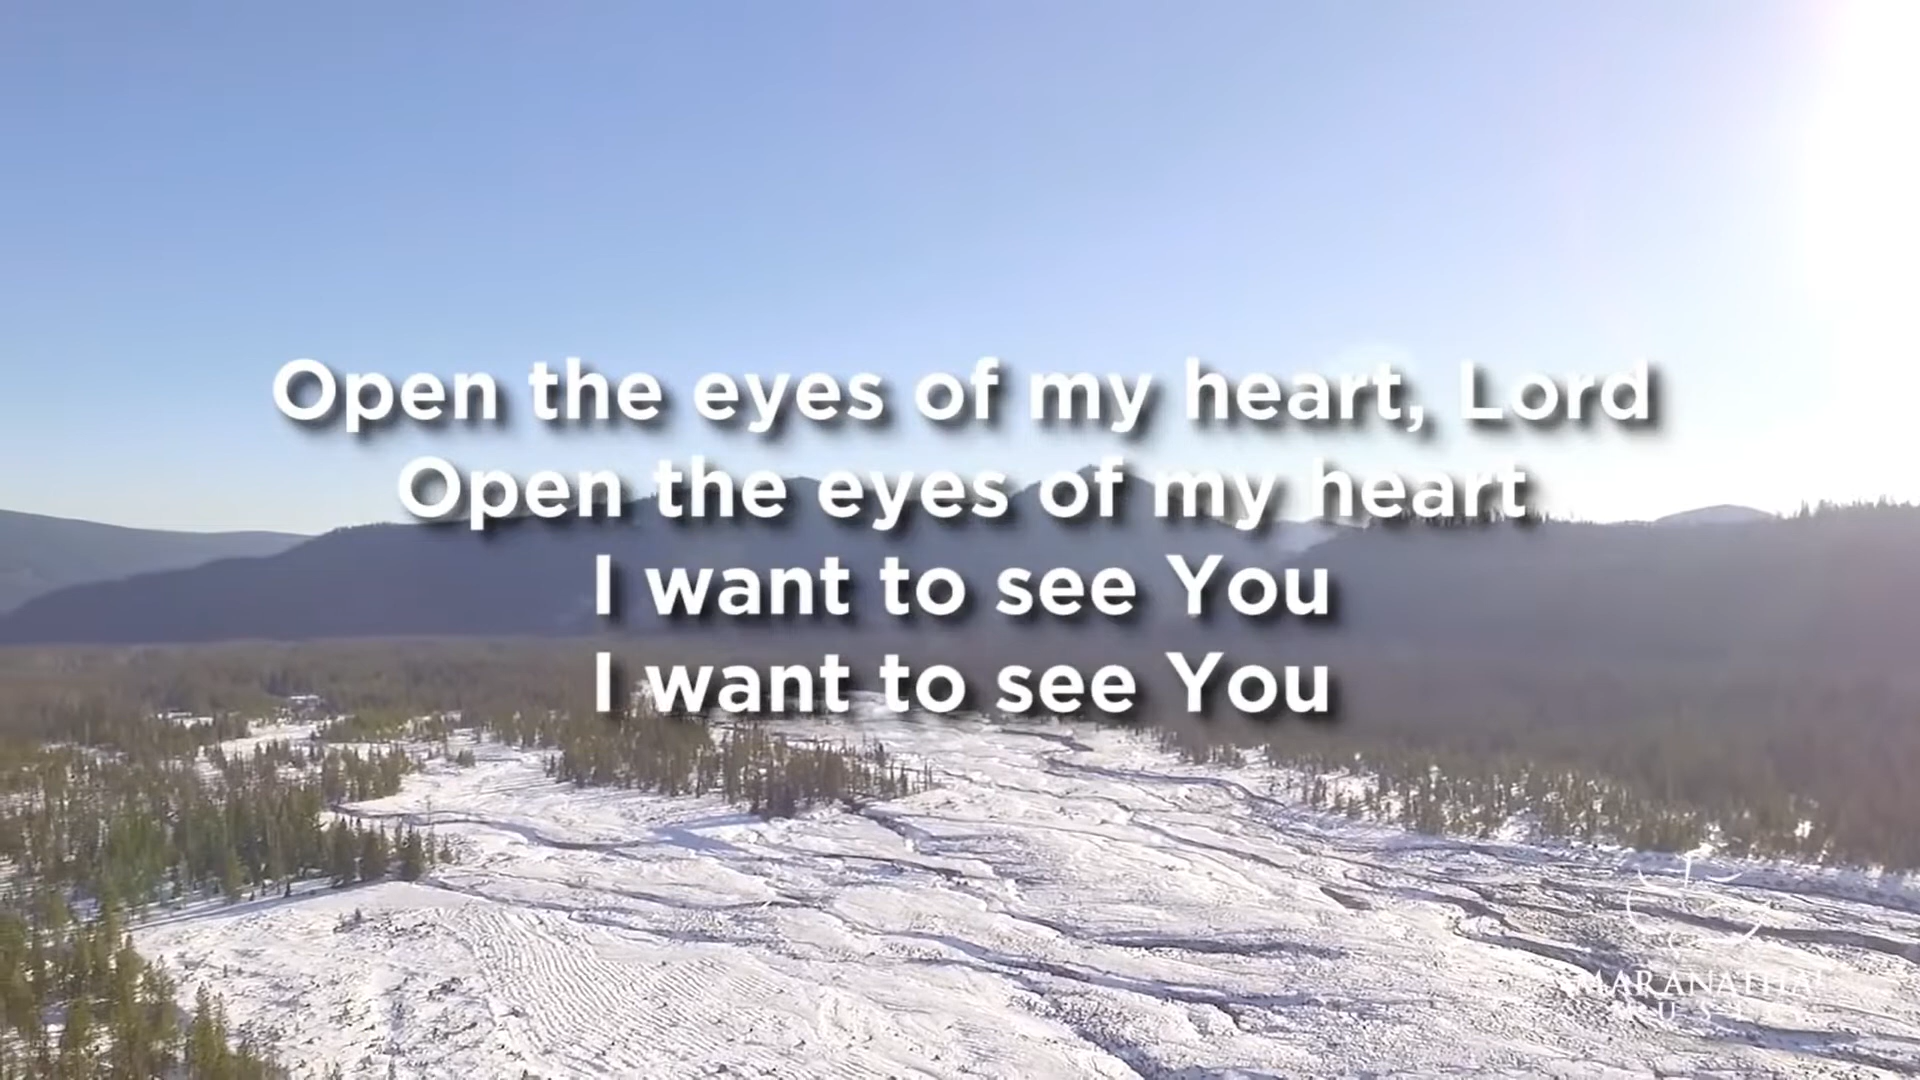 Open the eyes of my heart, Lord
Open the eyes of my heart
I want to see You
I want to see You
MARANATHA!
MUSIC